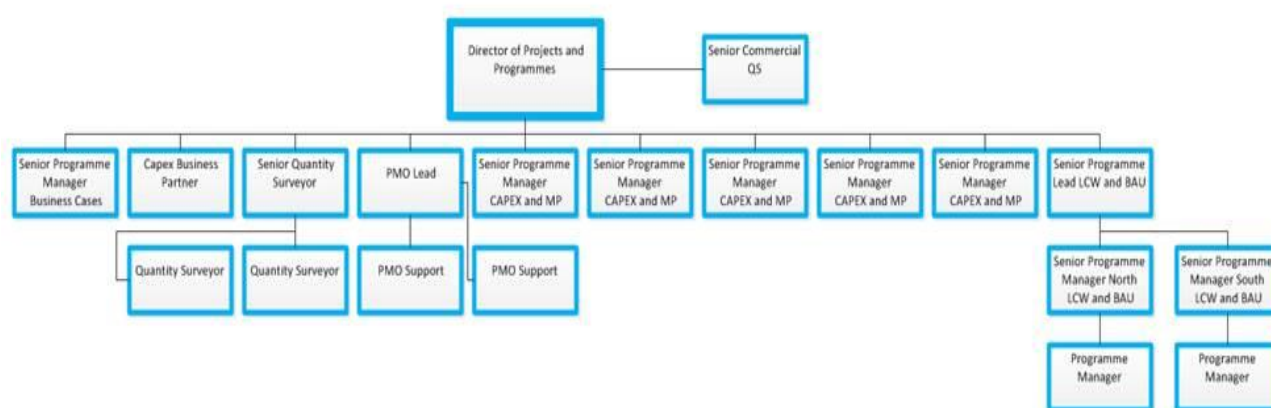 Director of Projects and
Programmes
Senior Commercial
QS
Senior Programme
Manager
Business Cases
Capex Business
Partner
Senior Quantity
Surveyor
PMO Lead
Senior Programme
Manager
CAPEX and MP
Senior Programme
Manager
CAPEX and MP
Senior Programme
Manager
CAPEX and MP
Senior Programme
Manager
CAPEX and MP
Senior Programme
Manager
CAPEX and MP
Senior Programme
Lead LCW and BAU
Quantity Surveyor
Quantity Surveyor
PMO Support
PMO Support
Senior Programme
Manager North
LCW and BAU
Senior Programme
Manager South
LCW and BAU
Programme
Manager
Programme
Manager